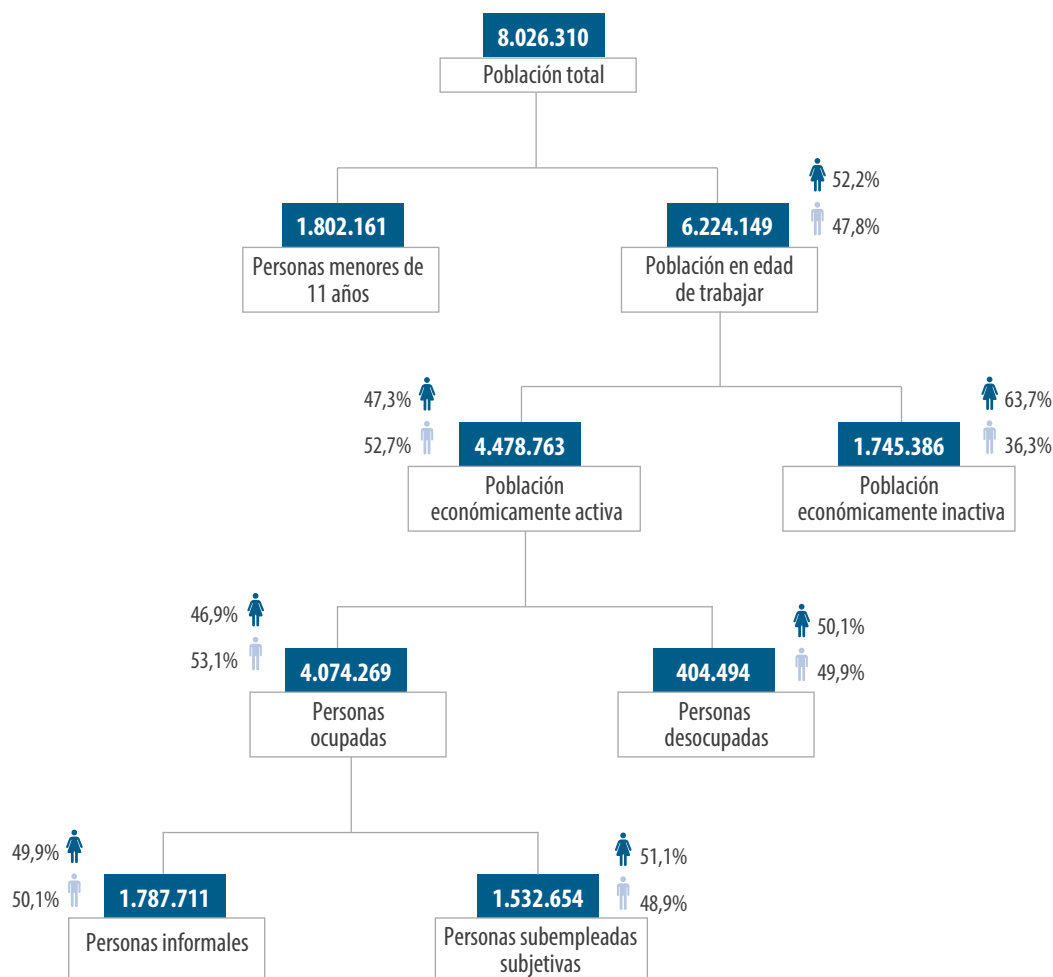 8.026.310
Población total
52,2%
47,8%
1.802.161
Personas menores de
11 años
6.224.149
Población en edad
de trabajar
47,3%
52,7%
4.478.763
Población
económicamente activa
63,7%
36,3%
1.745.386
Población
económicamente inactiva
46,9%
53,1%
4.074.269
Personas
ocupadas
50,1%
49,9%
404.494
Personas
desocupadas
49,9%
50,1%
1.787.711
Personas informales
51,1%
48,9%
1.532.654
Personas subempleadas
subjetivas